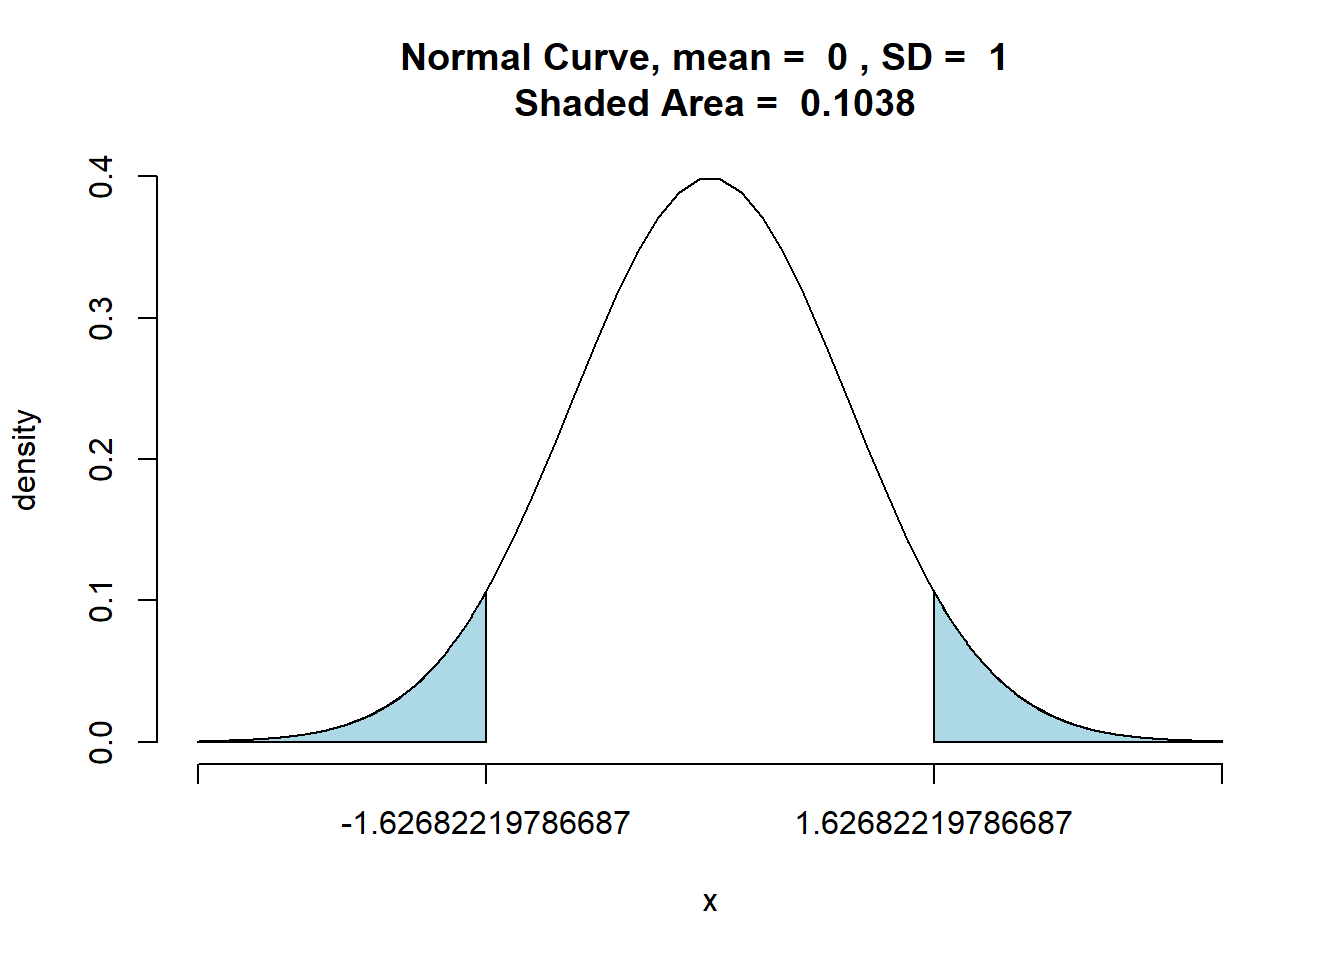 Normal Curve, mean =  0 , SD =  1
Shaded Area =  0.1038
0.4
0.3
0.2
0.1
0.0
density
-1.62682219786687
1.62682219786687
x